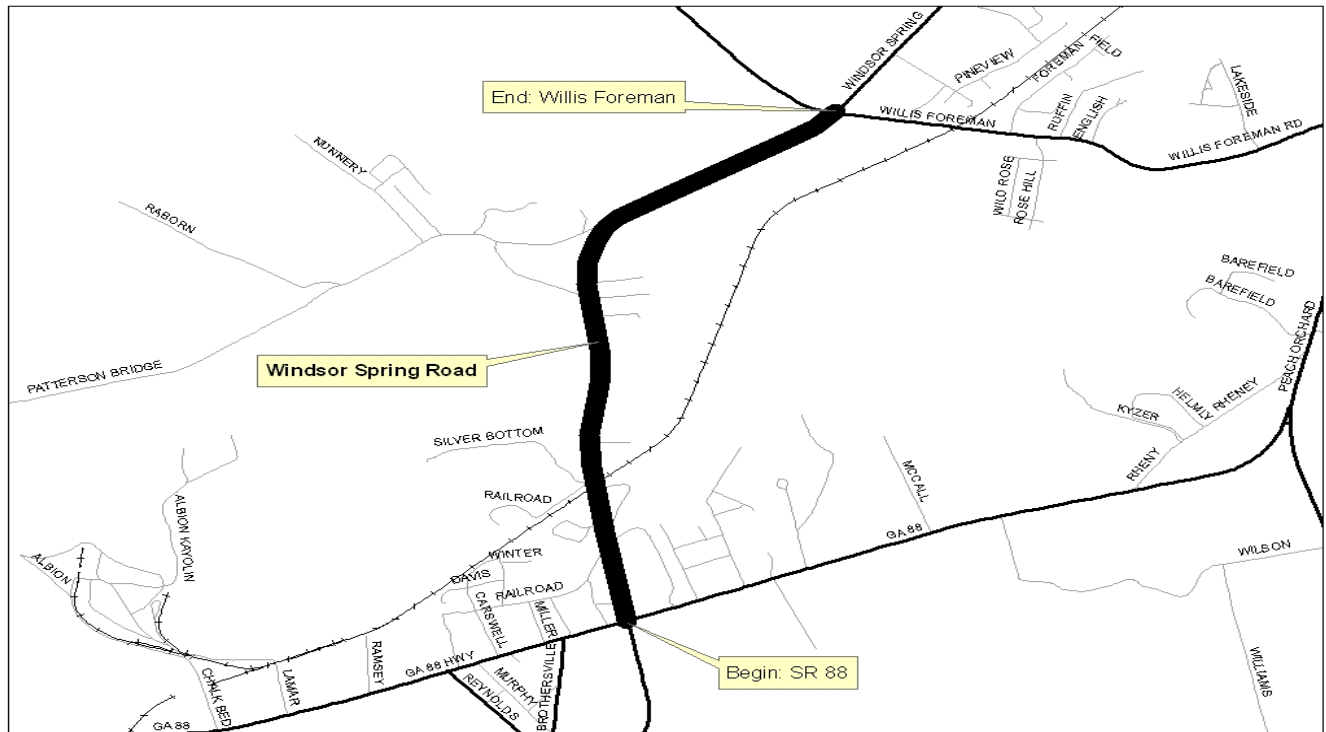 WINDSOR SPRING
PINEVIEW
FOREMAN
FIELD
LAKESIDE
End: Willis Foreman
WILLIS FOREMAN
RUFFIN
ENGLISH
WILLIS FOREMAN RD
NUNNERY
WILD ROSE
ROSE HILL
RABORN
BAREFIELD
BAREFIELD
PEACH ORCHARD
Windsor Spring Road
PATTERSON BRIDGE
HELMLY
RHENEY
KYZER
SILVER BOTTOM
MCCALL
RHENY
RAILROAD
ALBION KAYOLIN
GA 88
WINTER
WILSON
ALBION
DAVIS
RAILROAD
CARSWELL
MILLER
RAMSEY
GA 88 HWY
BROTHERSVILLE
Begin: SR 88
LAMAR
CHALK BED
MURPHY
REYNOLDS
WILLIAMS
GA 88